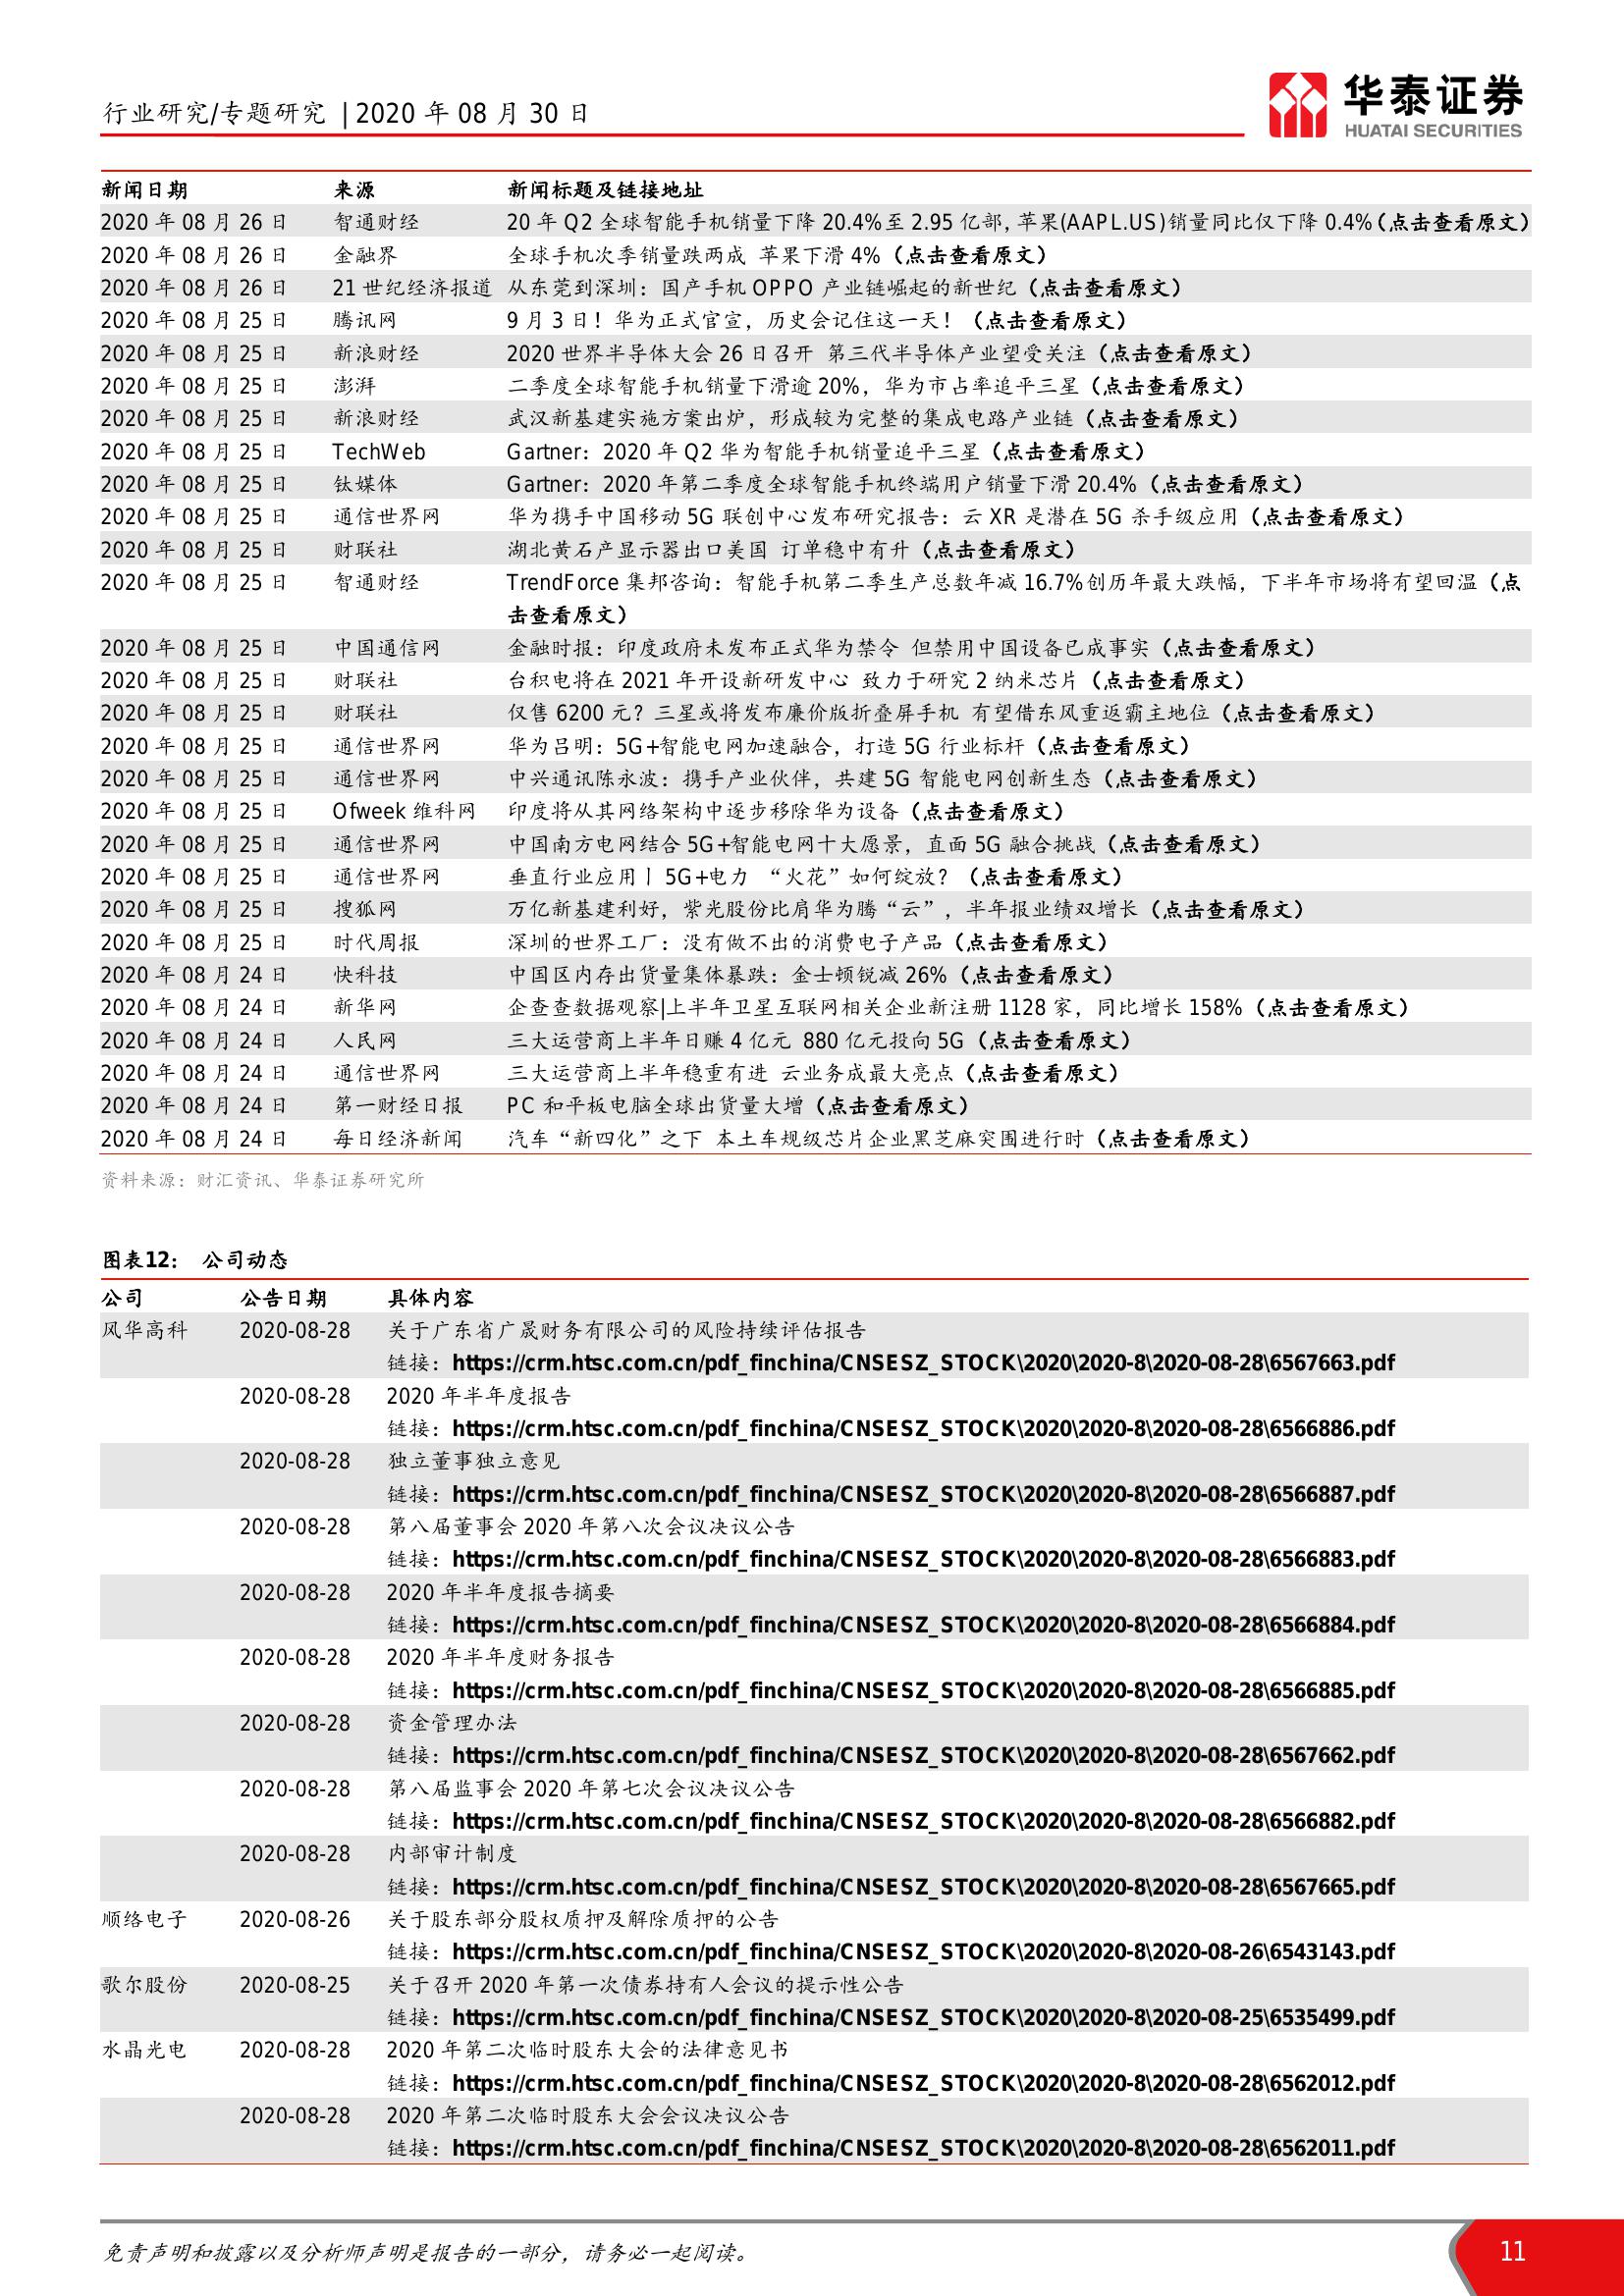 行业研究/专题研究 | 2020 年 08 月 30 日
华泰证券
HUATAI SECURITIES
新闻日期 来源 新闻标题及链接地址
2020 年 08 月 26 日 智通财经 20 年 Q2 全球智能手机销量下降 20.4%至 2.95 亿部, 苹果(AAPL.US)销量同比仅下降 0.4%(点击查看原文)
2020 年 08 月 26 日 金融界 全球手机次季销量跌两成 苹果下滑 4%（点击查看原文）
2020 年 08 月 26 日 21 世纪经济报道 从东莞到深圳：国产手机 OPPO 产业链崛起的新世纪（点击查看原文）
2020 年 08 月 25 日 腾讯网 9 月 3 日！华为正式官宣，历史会记住这一天！（点击查看原文）
2020 年 08 月 25 日 新浪财经 2020 世界半导体大会 26 日召开 第三代半导体产业望受关注（点击查看原文）
2020 年 08 月 25 日 澎湃 二季度全球智能手机销量下滑逾 20%，华为市占率追平三星（点击查看原文）
2020 年 08 月 25 日 新浪财经 武汉新基建实施方案出炉，形成较为完整的集成电路产业链（点击查看原文）
2020 年 08 月 25 日 TechWeb Gartner：2020 年 Q2 华为智能手机销量追平三星（点击查看原文）
2020 年 08 月 25 日 钛媒体 Gartner：2020 年第二季度全球智能手机终端用户销量下滑 20.4%（点击查看原文）
2020 年 08 月 25 日 通信世界网 华为携手中国移动 5G 联创中心发布研究报告：云 XR 是潜在 5G 杀手级应用（点击查看原文）
2020 年 08 月 25 日 财联社 湖北黄石产显示器出口美国 订单稳中有升（点击查看原文）
2020 年 08 月 25 日 智通财经 TrendForce 集邦咨询：智能手机第二季生产总数年减 16.7%创历年最大跌幅，下半年市场将有望回温（点
击查看原文）
2020 年 08 月 25 日 中国通信网 金融时报：印度政府未发布正式华为禁令 但禁用中国设备已成事实（点击查看原文）
2020 年 08 月 25 日 财联社 台积电将在 2021 年开设新研发中心 致力于研究 2 纳米芯片（点击查看原文）
2020 年 08 月 25 日 财联社 仅售 6200 元？三星或将发布廉价版折叠屏手机 有望借东风重返霸主地位（点击查看原文）
2020 年 08 月 25 日 通信世界网 华为吕明：5G+智能电网加速融合，打造 5G 行业标杆（点击查看原文）
2020 年 08 月 25 日 通信世界网 中兴通讯陈永波：携手产业伙伴，共建 5G 智能电网创新生态（点击查看原文）
2020 年 08 月 25 日 Ofweek 维科网 印度将从其网络架构中逐步移除华为设备（点击查看原文）
2020 年 08 月 25 日 通信世界网 中国南方电网结合 5G+智能电网十大愿景，直面 5G 融合挑战（点击查看原文）
2020 年 08 月 25 日 通信世界网 垂直行业应用丨 5G+电力 “火花”如何绽放？（点击查看原文）
2020 年 08 月 25 日 搜狐网 万亿新基建利好，紫光股份比肩华为腾“云”，半年报业绩双增长（点击查看原文）
2020 年 08 月 25 日 时代周报 深圳的世界工厂：没有做不出的消费电子产品（点击查看原文）
2020 年 08 月 24 日 快科技 中国区内存出货量集体暴跌：金士顿锐减 26%（点击查看原文）
2020 年 08 月 24 日 新华网 企查查数据观察|上半年卫星互联网相关企业新注册 1128 家，同比增长 158%（点击查看原文）
2020 年 08 月 24 日 人民网 三大运营商上半年日赚 4 亿元 880 亿元投向 5G（点击查看原文）
2020 年 08 月 24 日 通信世界网 三大运营商上半年稳重有进 云业务成最大亮点（点击查看原文）
2020 年 08 月 24 日 第一财经日报 PC 和平板电脑全球出货量大增（点击查看原文）
2020 年 08 月 24 日 每日经济新闻 汽车“新四化”之下 本土车规级芯片企业黑芝麻突围进行时（点击查看原文）
资料来源：财汇资讯、华泰证券研究所
图表12： 公司动态
公司 公告日期 具体内容
风华高科 2020-08-28 关于广东省广晟财务有限公司的风险持续评估报告
链接：https://crm.htsc.com.cn/pdf_finchina/CNSESZ_STOCK\2020\2020-8\2020-08-28\6567663.pdf
2020-08-28 2020 年半年度报告
链接：https://crm.htsc.com.cn/pdf_finchina/CNSESZ_STOCK\2020\2020-8\2020-08-28\6566886.pdf
2020-08-28 独立董事独立意见
链接：https://crm.htsc.com.cn/pdf_finchina/CNSESZ_STOCK\2020\2020-8\2020-08-28\6566887.pdf
2020-08-28 第八届董事会 2020 年第八次会议决议公告
链接：https://crm.htsc.com.cn/pdf_finchina/CNSESZ_STOCK\2020\2020-8\2020-08-28\6566883.pdf
2020-08-28 2020 年半年度报告摘要
链接：https://crm.htsc.com.cn/pdf_finchina/CNSESZ_STOCK\2020\2020-8\2020-08-28\6566884.pdf
2020-08-28 2020 年半年度财务报告
链接：https://crm.htsc.com.cn/pdf_finchina/CNSESZ_STOCK\2020\2020-8\2020-08-28\6566885.pdf
2020-08-28 资金管理办法
链接：https://crm.htsc.com.cn/pdf_finchina/CNSESZ_STOCK\2020\2020-8\2020-08-28\6567662.pdf
2020-08-28 第八届监事会 2020 年第七次会议决议公告
链接：https://crm.htsc.com.cn/pdf_finchina/CNSESZ_STOCK\2020\2020-8\2020-08-28\6566882.pdf
2020-08-28 内部审计制度
链接：https://crm.htsc.com.cn/pdf_finchina/CNSESZ_STOCK\2020\2020-8\2020-08-28\6567665.pdf
顺络电子 2020-08-26 关于股东部分股权质押及解除质押的公告
链接：https://crm.htsc.com.cn/pdf_finchina/CNSESZ_STOCK\2020\2020-8\2020-08-26\6543143.pdf
歌尔股份 2020-08-25 关于召开 2020 年第一次债券持有人会议的提示性公告
链接：https://crm.htsc.com.cn/pdf_finchina/CNSESZ_STOCK\2020\2020-8\2020-08-25\6535499.pdf
水晶光电 2020-08-28 2020 年第二次临时股东大会的法律意见书
链接：https://crm.htsc.com.cn/pdf_finchina/CNSESZ_STOCK\2020\2020-8\2020-08-28\6562012.pdf
2020-08-28 2020 年第二次临时股东大会会议决议公告
链接：https://crm.htsc.com.cn/pdf_finchina/CNSESZ_STOCK\2020\2020-8\2020-08-28\6562011.pdf
免责声明和披露以及分析师声明是报告的一部分，请务必一起阅读。
11